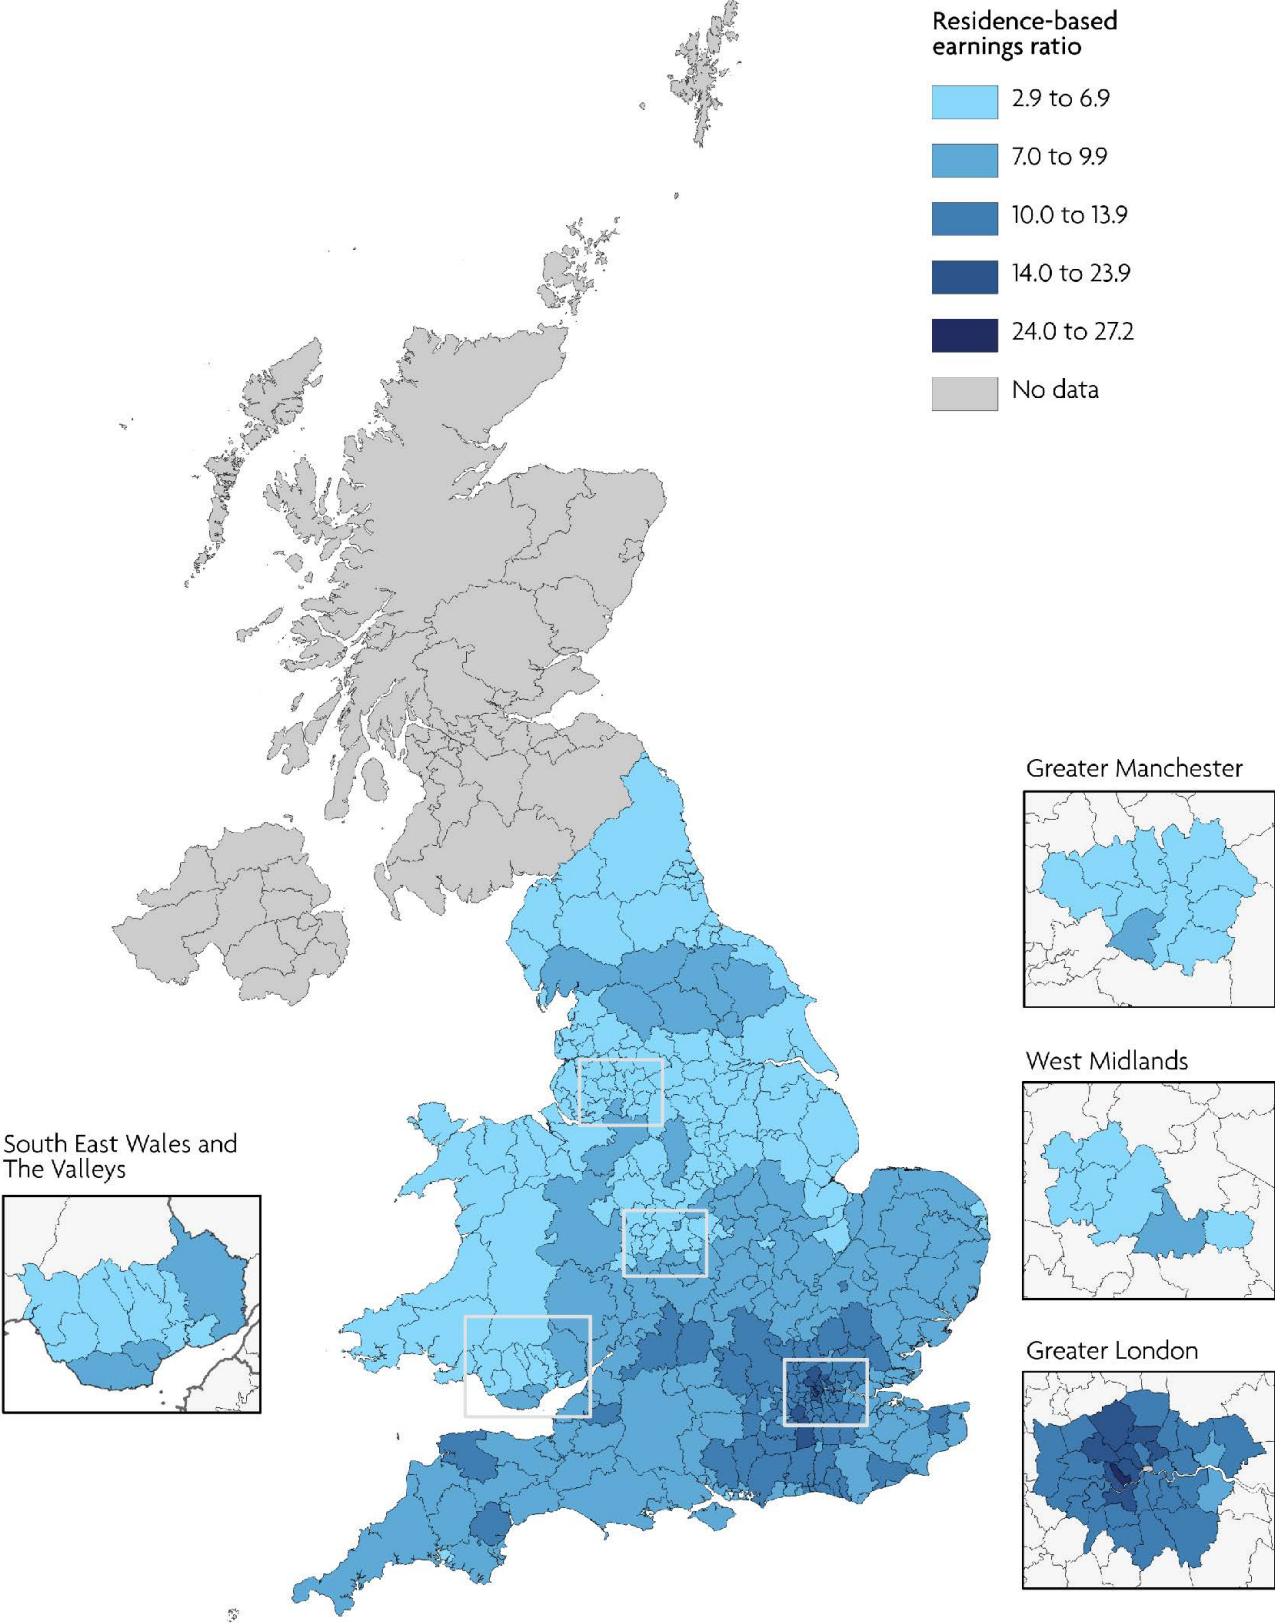 Residence-based
earnings ratio
2.9 to 6.9
7.0 to 9.9
10.0 to 13.9
14.0 to 23.9
24.0 to 27.2
No data
Greater Manchester
West Midlands
South East Wales and
The Valleys
Greater London